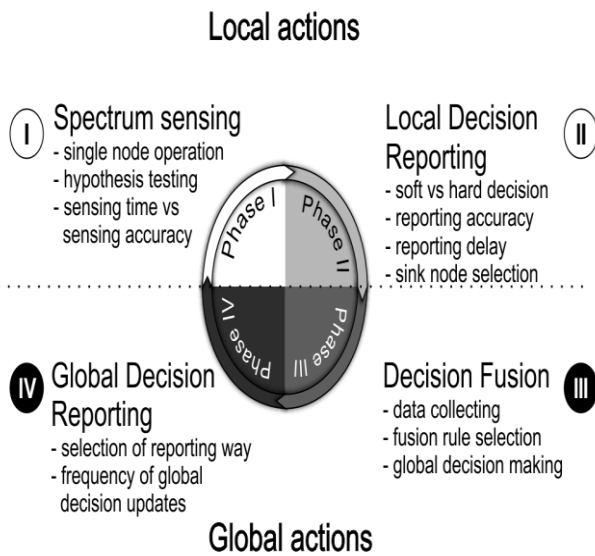 Local actions
I
Spectrum sensing
- single node operation
- hypothesis testing
- sensing time vs
sensing accuracy
II
Local Decision
Reporting
- soft vs hard decision
- reporting accuracy
- reporting delay
- sink node selection
Phase I
Phase II
Phase IV
Phase III
IV
Global Decision
Reporting
- selection of reporting way
- frequency of global
decision updates
III
Decision Fusion
- data collecting
- fusion rule selection
- global decision making
Global actions